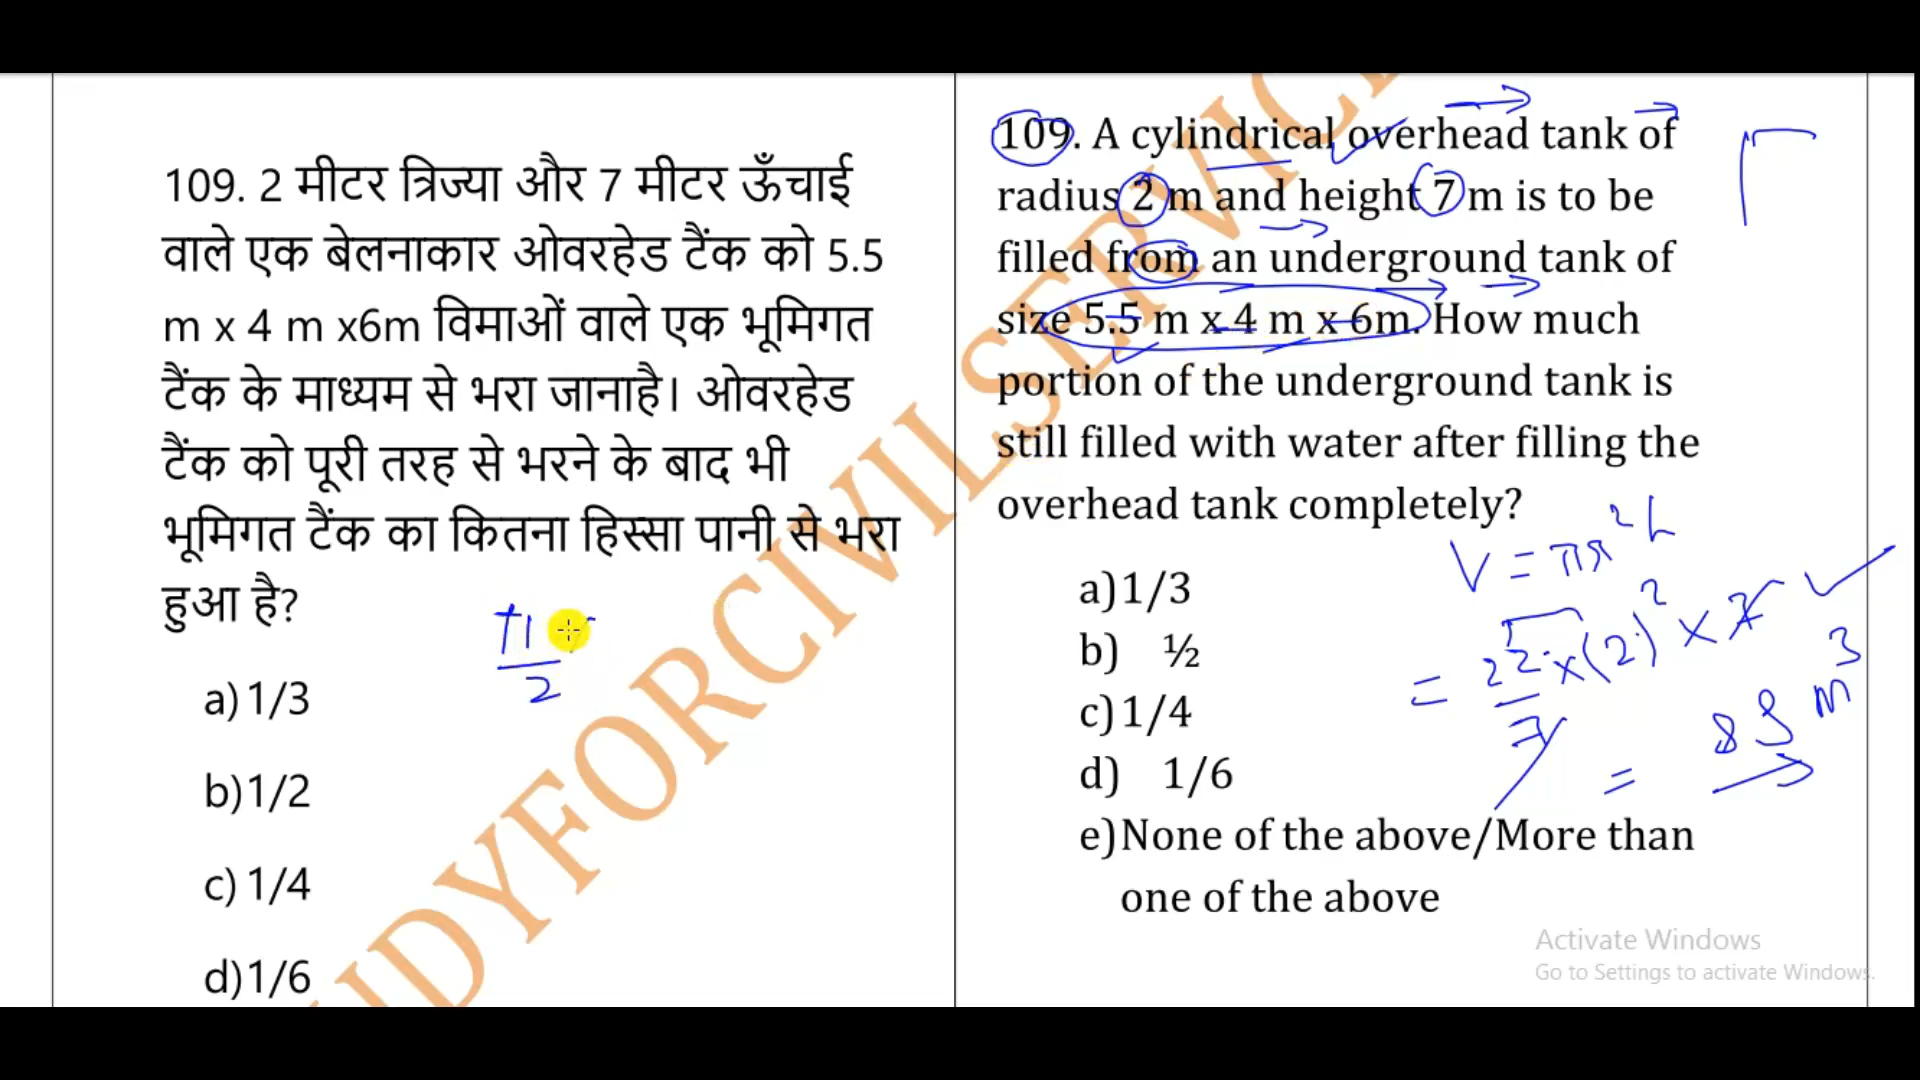 109. 2 मीटर त्रिज्या और 7 मीटर ऊँचाई
वाले एक बेलनाकार ओवरहेड टैंक को 5.5
m x 4 m x6m विमाओं वाले एक भूमिगत
टैंक के माध्यम से भरा जानाहै। ओवरहेड
टैंक को पूरी तरह से भरने के बाद भी
भूमिगत टैंक का कितना हिस्सा पानी से भरा
हुआ है?
11
2
a) 1/3
b) 1/2
c) 1/4
d) 1/6
109. A cylindrical overhead tank of
radius 2 m and height 7 m is to be
filled from an underground tank of
size 5.5 m x 4 m x 6m. How much
portion of the underground tank is
still filled with water after filling the
overhead tank completely?
a) 1/3
b) ½
c) 1/4
d) 1/6
e) None of the above/More than
one of the above
V = πr²h
= 22/7 x (2)² x 7
= 88 m³
Activate Windows
Go to Settings to activate Windows.